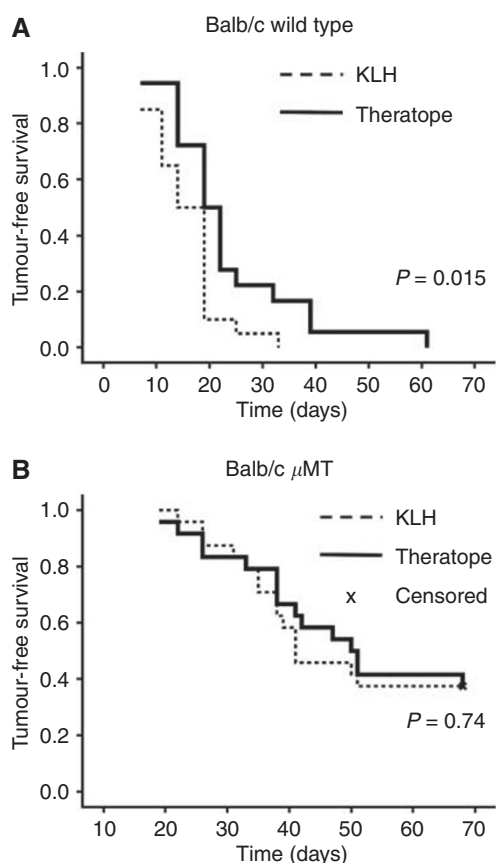 A
Balb/c wild type
1.0
0.8
0.6
0.4
0.2
0.0
Tumour-free survival
KLH
Theratope
P = 0.015
0 10 20 30 40 50 60 70
Time (days)
B
Balb/c μMT
1.0
0.8
0.6
0.4
0.2
0.0
Tumour-free survival
KLH
Theratope
x Censored
P = 0.74
10 20 30 40 50 60 70
Time (days)